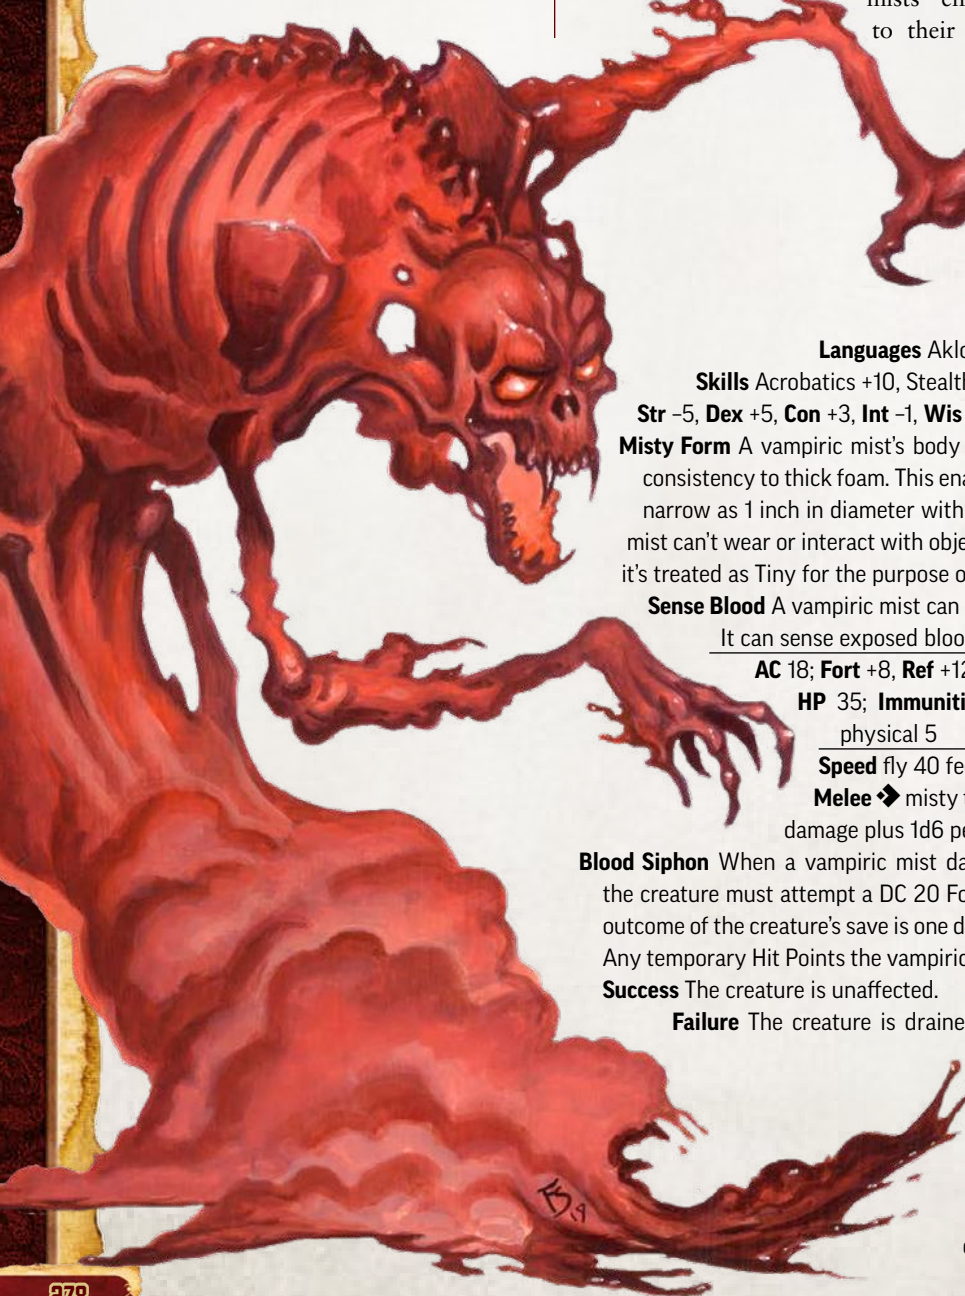 to their
Languages Aklo
Skills Acrobatics +10, Stealth
Str –5, Dex +5, Con +3, Int –1, Wis
Misty Form A vampiric mist's body
consistency to thick foam. This ena
narrow as 1 inch in diameter with
mist can't wear or interact with obje
it's treated as Tiny for the purpose o
Sense Blood A vampiric mist can
It can sense exposed bloo
AC 18; Fort +8, Ref +12
HP 35; Immuniti
physical 5
Speed fly 40 fe
Melee misty t
damage plus 1d6 pe
Blood Siphon When a vampiric mist da
the creature must attempt a DC 20 Fo
outcome of the creature's save is one d
Any temporary Hit Points the vampiric
Success The creature is unaffected.
Failure The creature is draine